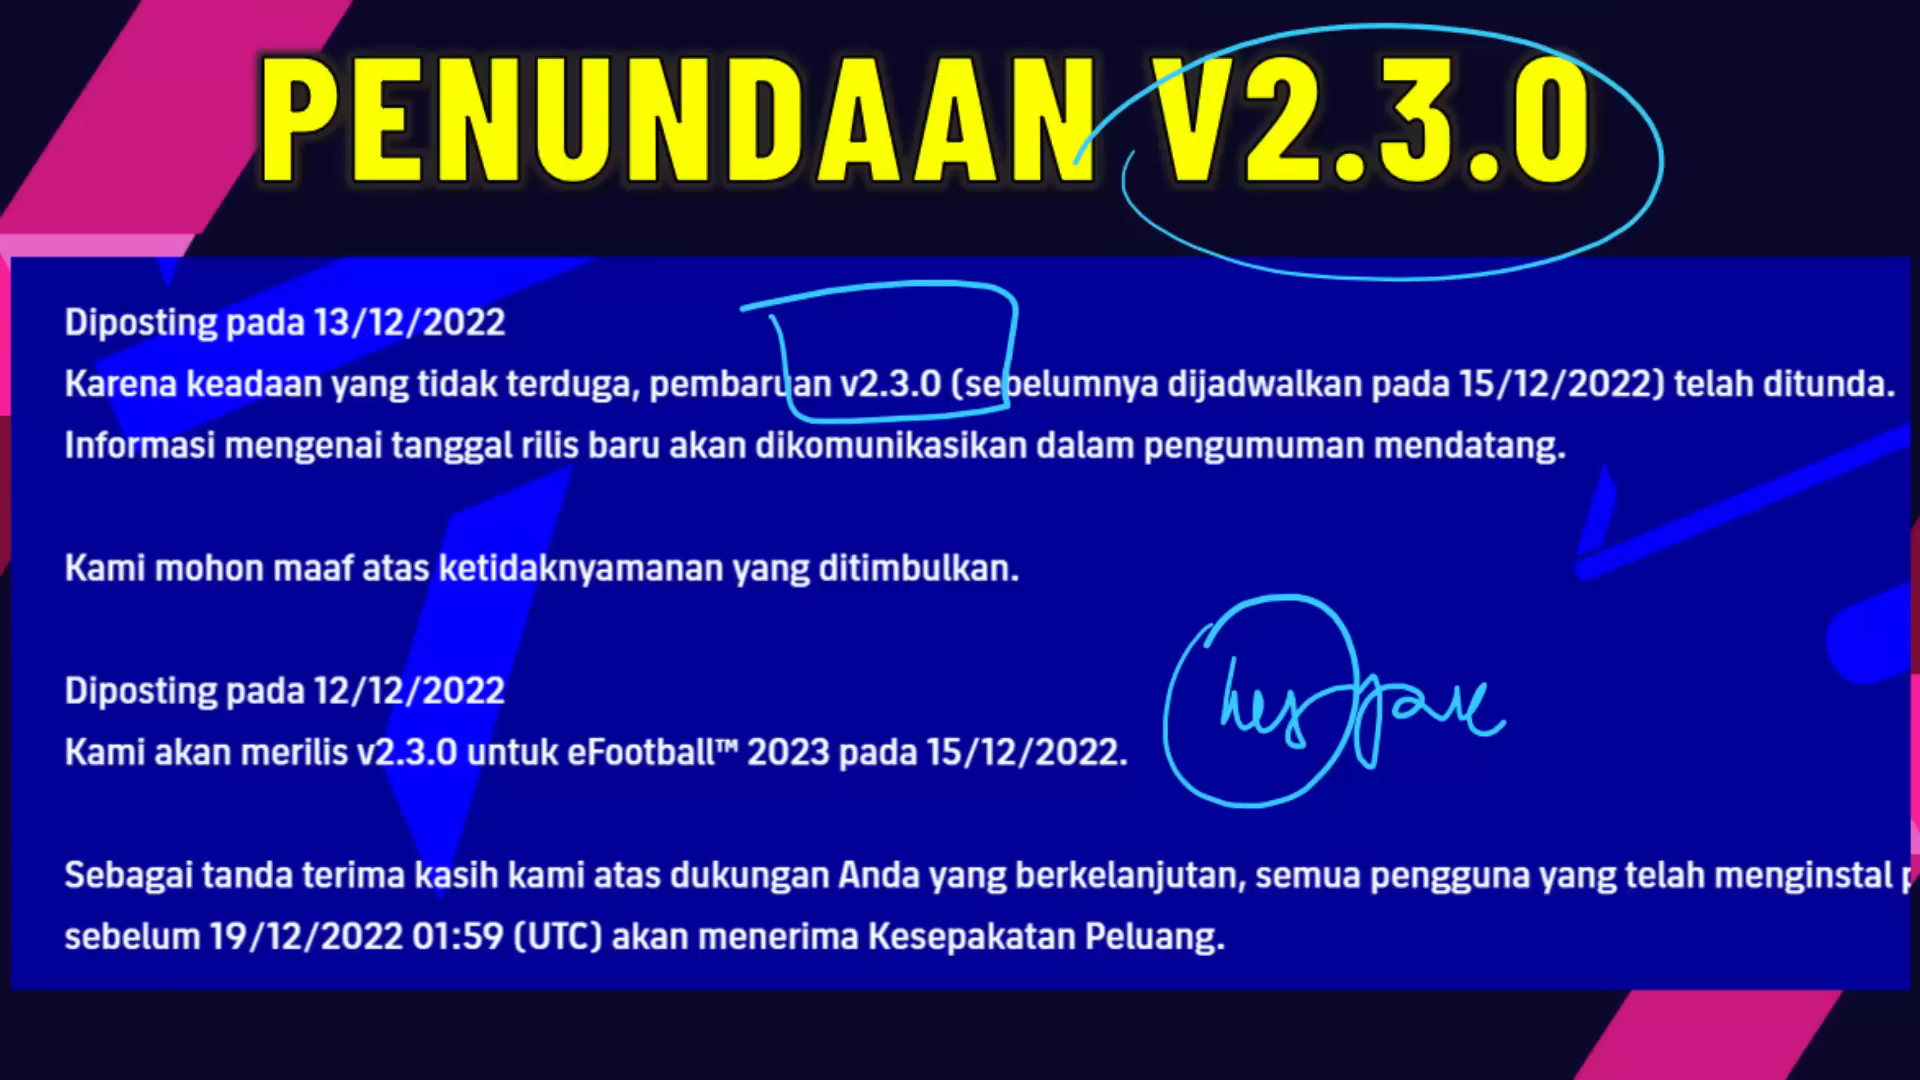 PENUNDAAN V2.3.0
Diposting pada 13/12/2022
Karena keadaan yang tidak terduga, pembaruan v2.3.0 (sebelumnya dijadwalkan pada 15/12/2022) telah ditunda.
Informasi mengenai tanggal rilis baru akan dikomunikasikan dalam pengumuman mendatang.
Kami mohon maaf atas ketidaknyamanan yang ditimbulkan.
Diposting pada 12/12/2022
Kami akan merilis v2.3.0 untuk eFootball™ 2023 pada 15/12/2022.
Sebagai tanda terima kasih kami atas dukungan Anda yang berkelanjutan, semua pengguna yang telah menginstal
sebelum 19/12/2022 01:59 (UTC) akan menerima Kesepakatan Peluang.